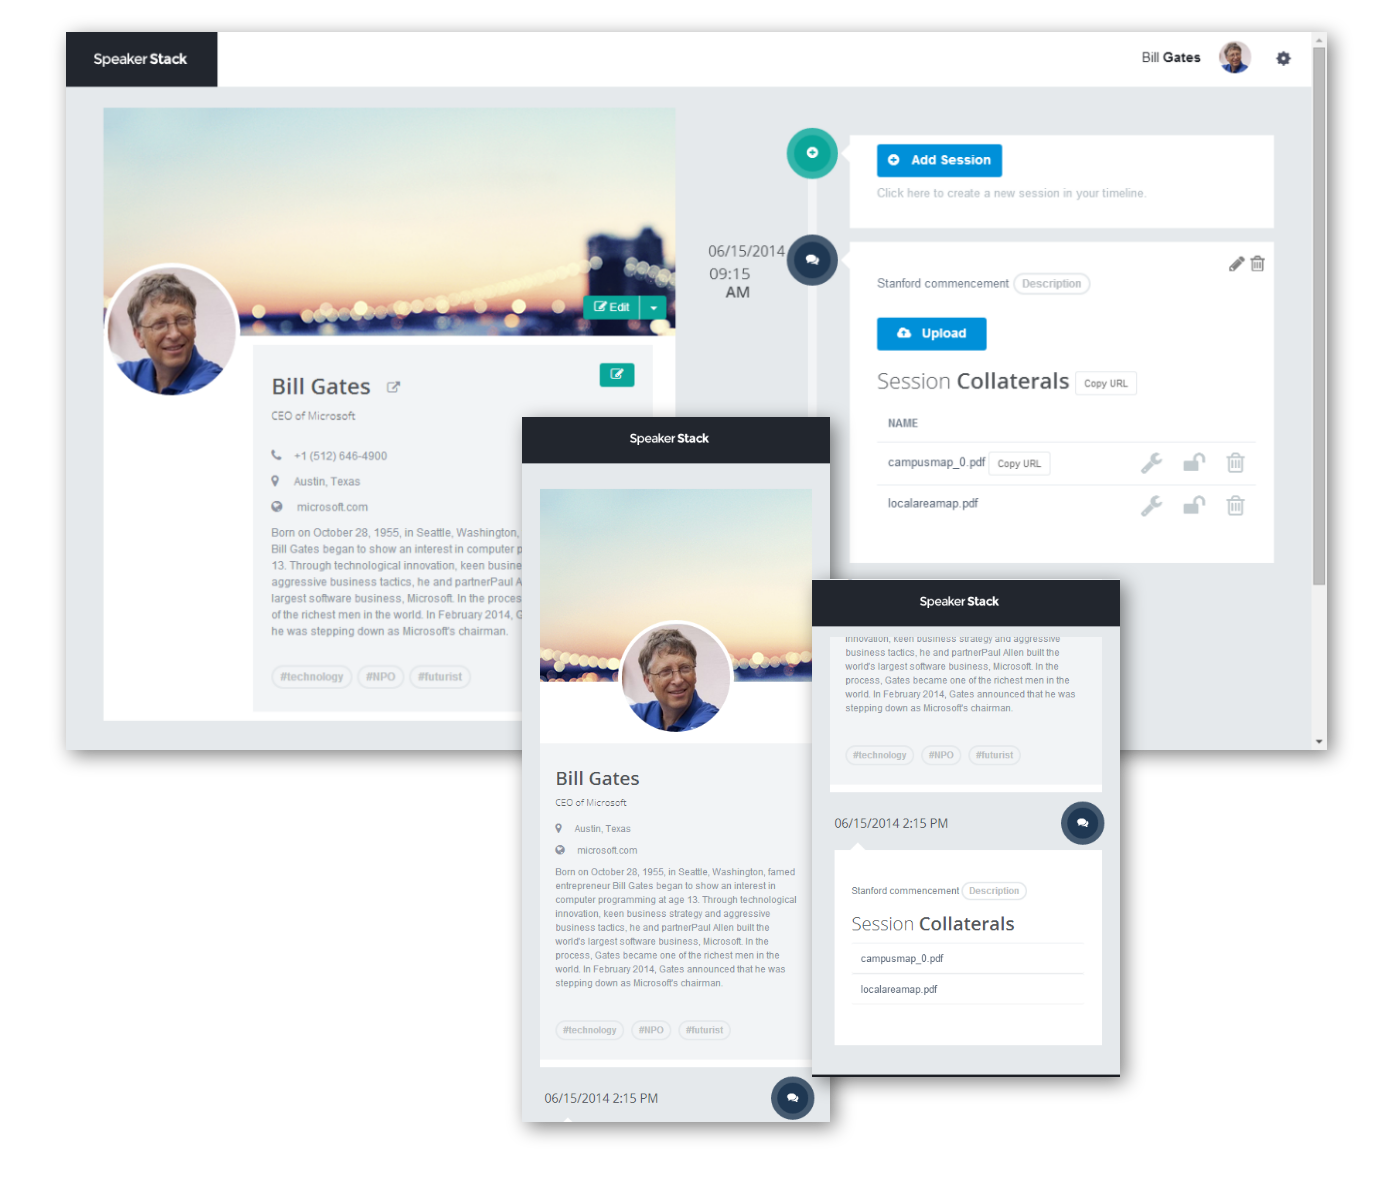 Speaker Stack
Bill Gates
Add Session
Click here to create a new session in your timeline.
06/15/2014
09:15
AM
Stanford commencement Description
Edit
Upload
Session Collaterals Copy URL
NAME
campusmap_0.pdf Copy URL
localareamap.pdf
Bill Gates
CEO of Microsoft
+1 (512) 646-4900
Austin, Texas
microsoft.com
Born on October 28, 1955, in Seattle, Washington,
Bill Gates began to show an interest in computer p
13. Through technological innovation, keen busine
aggressive business tactics, he and partnerPaul A
largest software business, Microsoft. In the proces
of the richest men in the world. In February 2014, G
he was stepping down as Microsoft's chairman.
#technology #NPO #futurist
Speaker Stack
Bill Gates
CEO of Microsoft
Austin, Texas
microsoft.com
Born on October 28, 1955, in Seattle, Washington, famed
entrepreneur Bill Gates began to show an interest in
computer programming at age 13. Through technological
innovation, keen business strategy and aggressive
business tactics, he and partnerPaul Allen built the
world's largest software business, Microsoft. In the
process, Gates became one of the richest men in the
world. In February 2014, Gates announced that he was
stepping down as Microsoft's chairman.
#technology #NPO #futurist
06/15/2014 2:15 PM
Speaker Stack
innovation, keen business strategy and aggressive
business tactics, he and partnerPaul Allen built the
world's largest software business, Microsoft. In the
process, Gates became one of the richest men in the
world. In February 2014, Gates announced that he was
stepping down as Microsoft's chairman.
#technology #NPO #futurist
06/15/2014 2:15 PM
Stanford commencement Description
Session Collaterals
campusmap_0.pdf
localareamap.pdf